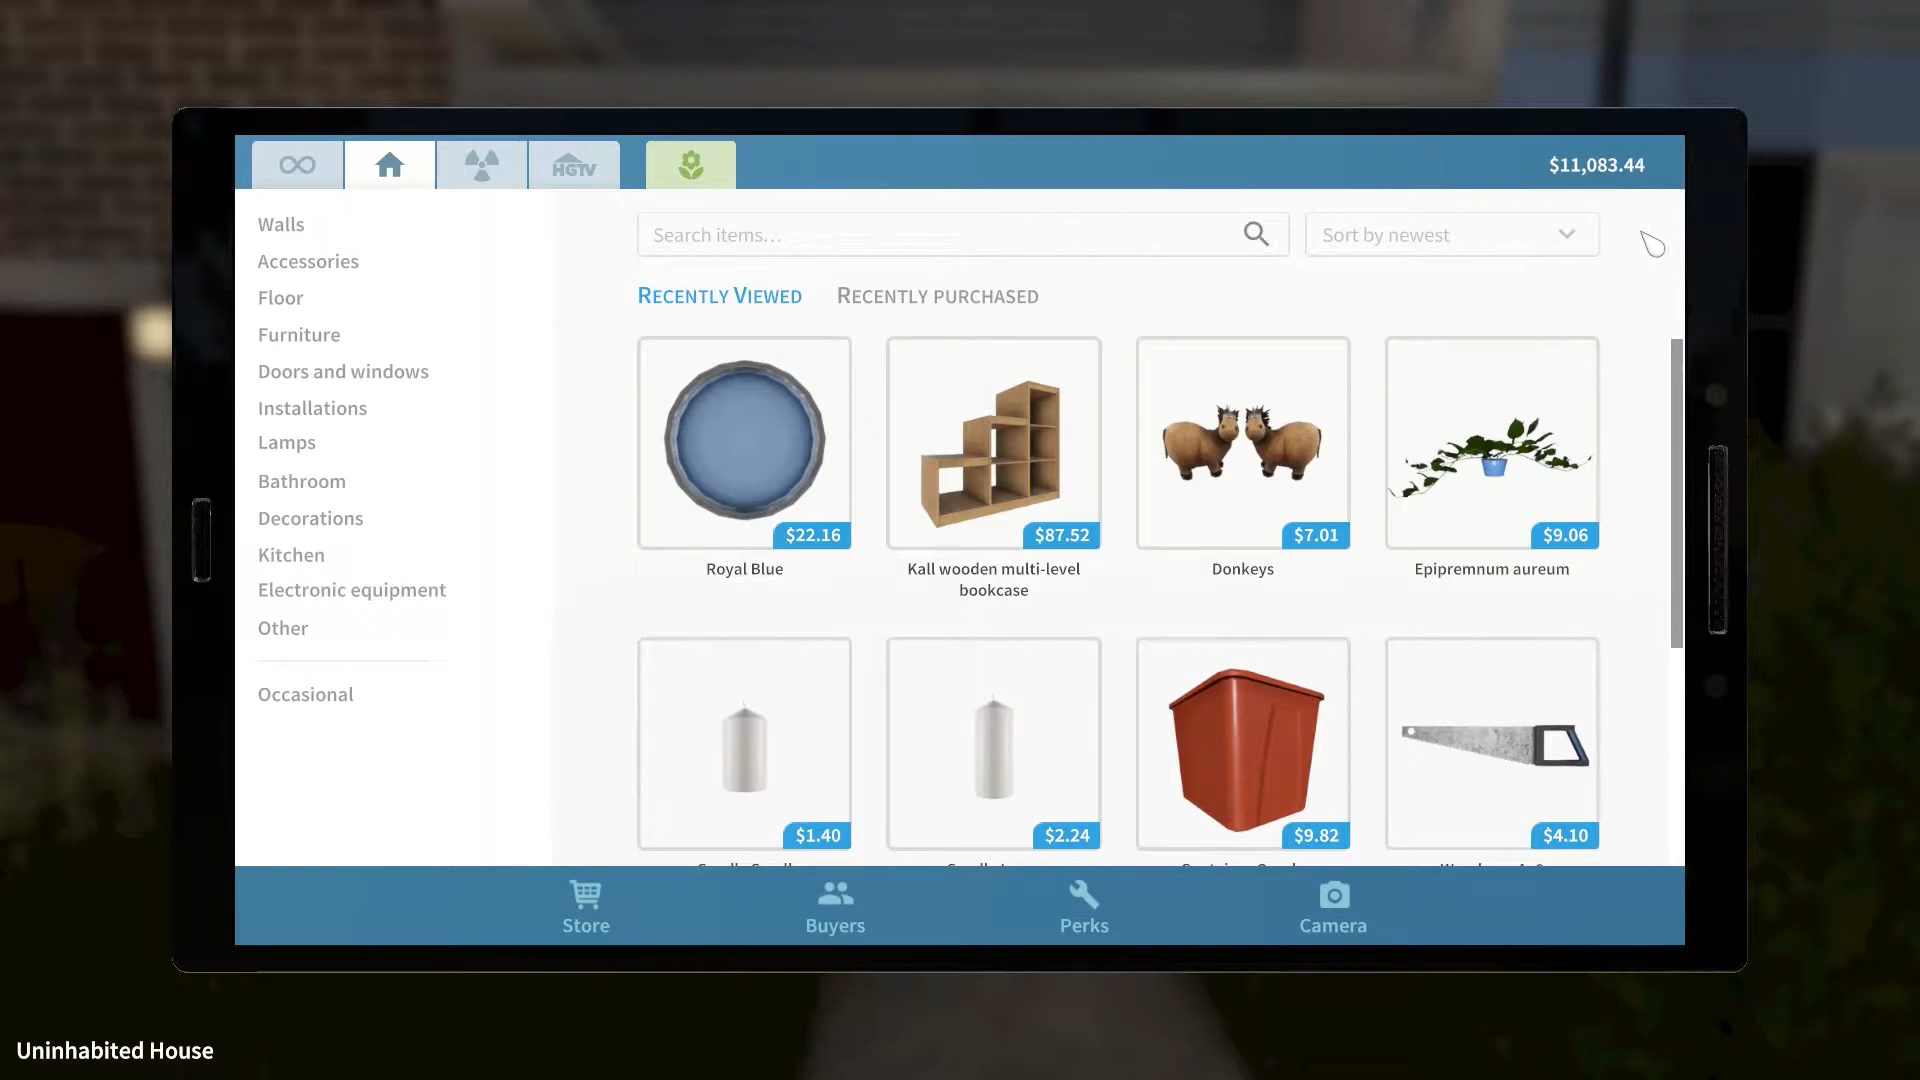 HGTV
$11,083.44
Walls
Accessories
Floor
Furniture
Doors and windows
Installations
Lamps
Bathroom
Decorations
Kitchen
Electronic equipment
Other
Occasional
Search items...
Sort by newest
RECENTLY VIEWED
RECENTLY PURCHASED
$22.16
$87.52
$7.01
$9.06
Royal Blue
Kall wooden multi-level
bookcase
Donkeys
Epipremnum aureum
$1.40
$2.24
$9.82
$4.10
Store
Buyers
Perks
Camera
Uninhabited House